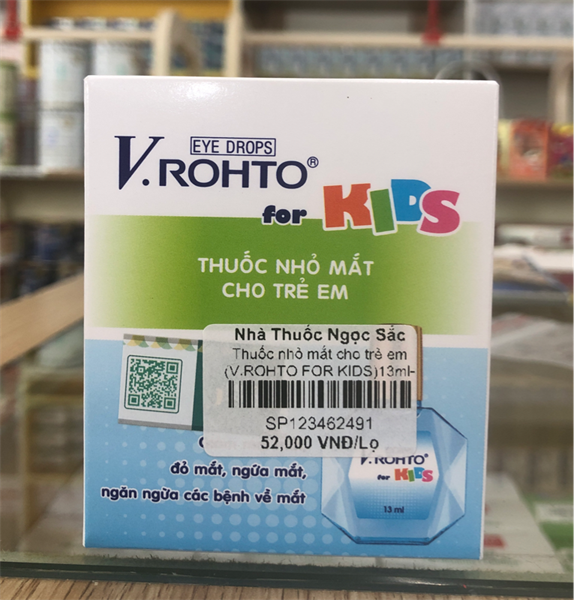 EYE DROPS
V.ROHTO®
for KIDS
THUỐC NHỎ MẮT
CHO TRẺ EM
Nhà Thuốc Ngọc Sắc
Thuốc nhỏ mắt cho trẻ em
(V.ROHTO FOR KIDS)13ml-
SP123462491
52,000 VNĐ/Lọ
đỏ mắt, ngứa mắt,
ngăn ngừa các bệnh về mắt
V.ROHTO®
for KIDS
13 ml